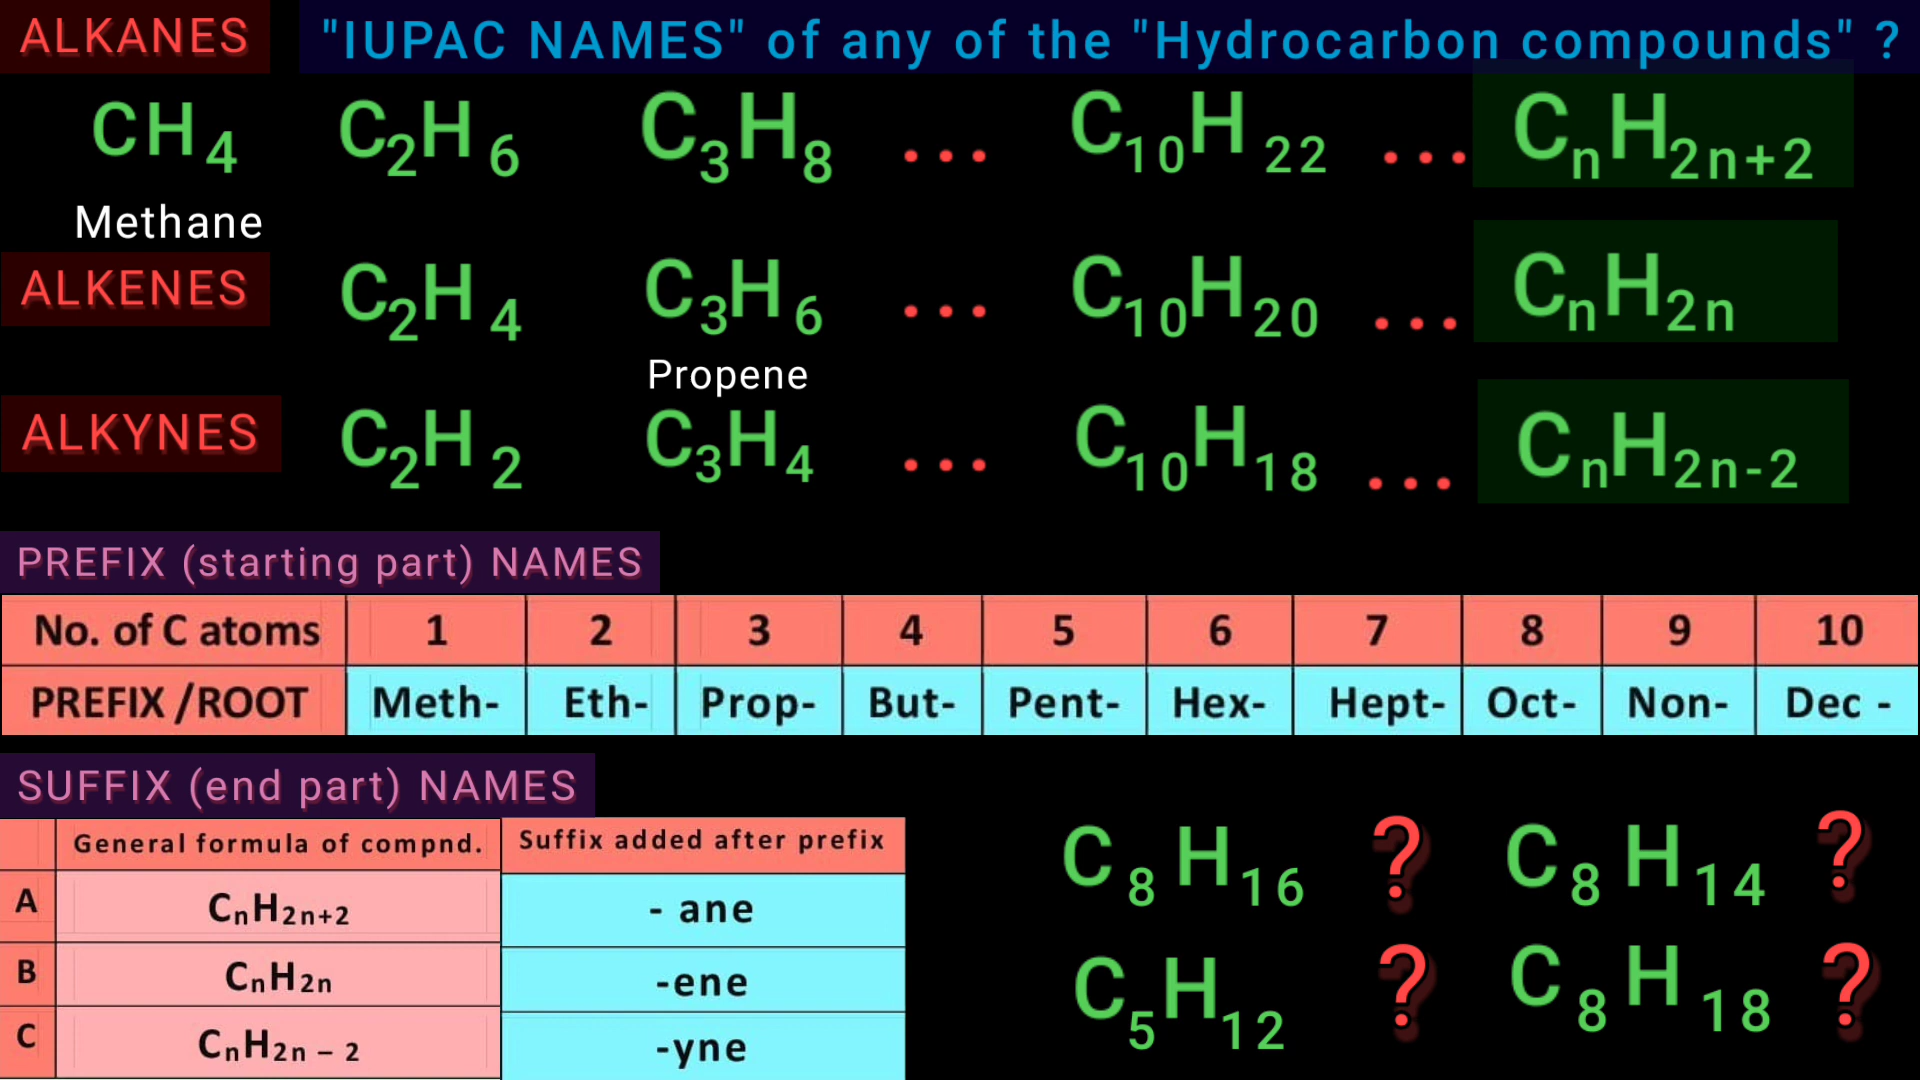 ALKANES "IUPAC NAMES" of any of the "Hydrocarbon compounds" ?
CH₄ C₂H₆ C₃H₈ ... C₁₀H₂₂ ... CₙH₂ₙ₊₂
Methane
ALKENES C₂H₄ C₃H₆ ... C₁₀H₂₀ ... CₙH₂ₙ
Propene
ALKYNES C₂H₂ C₃H₄ ... C₁₀H₁₈ ... CₙH₂ₙ₋₂
PREFIX (starting part) NAMES
No. of C atoms 1 2 3 4 5 6 7 8 9 10
PREFIX /ROOT Meth- Eth- Prop- But- Pent- Hex- Hept- Oct- Non- Dec -
SUFFIX (end part) NAMES
General formula of compnd. Suffix added after prefix
A CₙH₂ₙ₊₂ - ane
B CₙH₂ₙ -ene
C CₙH₂ₙ ₋ ₂ -yne
C₈H₁₆ ? C₈H₁₄ ?
C₅H₁₂ ? C₈H₁₈ ?